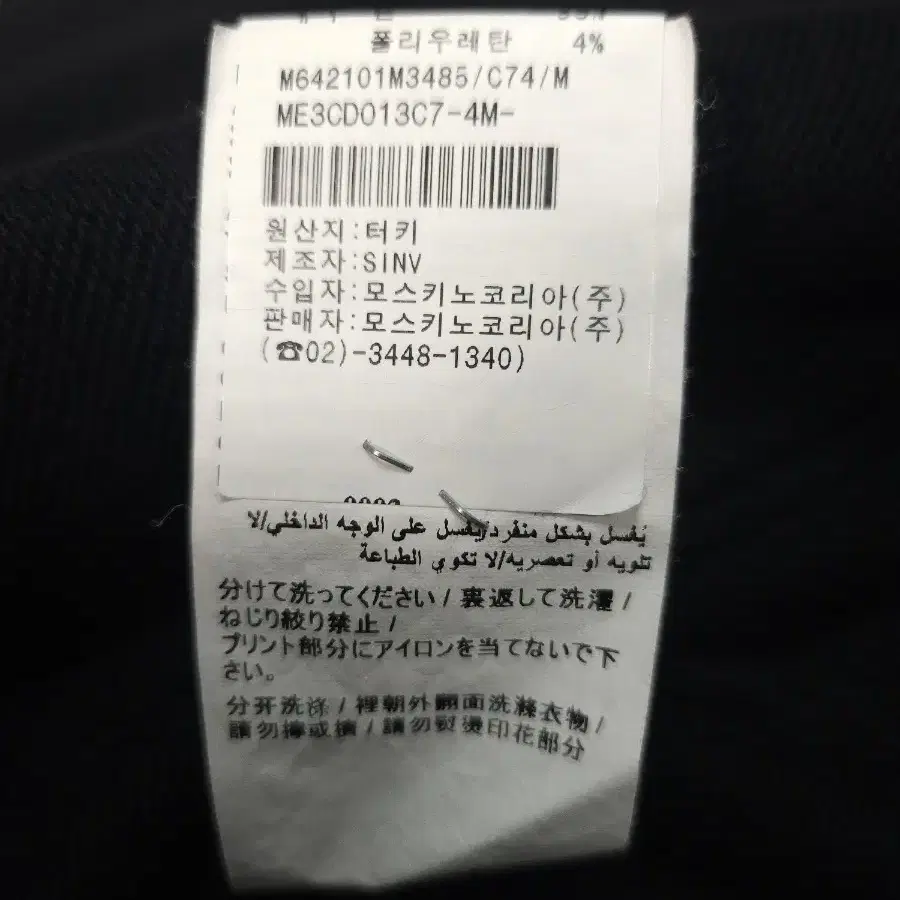 폴리우레탄 4%
M642101M3485/C74/M
ME3CD013C7-4M-
원산지:터키
제조자:SINV
수입자:모스키노코리아(주)
판매자:모스키노코리아(주)
(☎02)-3448-1340)
يُغسل بشكل منفرد/يغسل على الوجه الداخلي/لا
تلويه أو تعصريه/لا تكوي الطباعة
分けて洗ってください / 裏返して洗濯 /
ねじり絞り禁止 /
プリント部分にアイロンを当てないで下
さい。
分开洗涤 / 裡朝外翻面洗滌衣物 /
請勿擰或擠 / 請勿熨燙印花部分